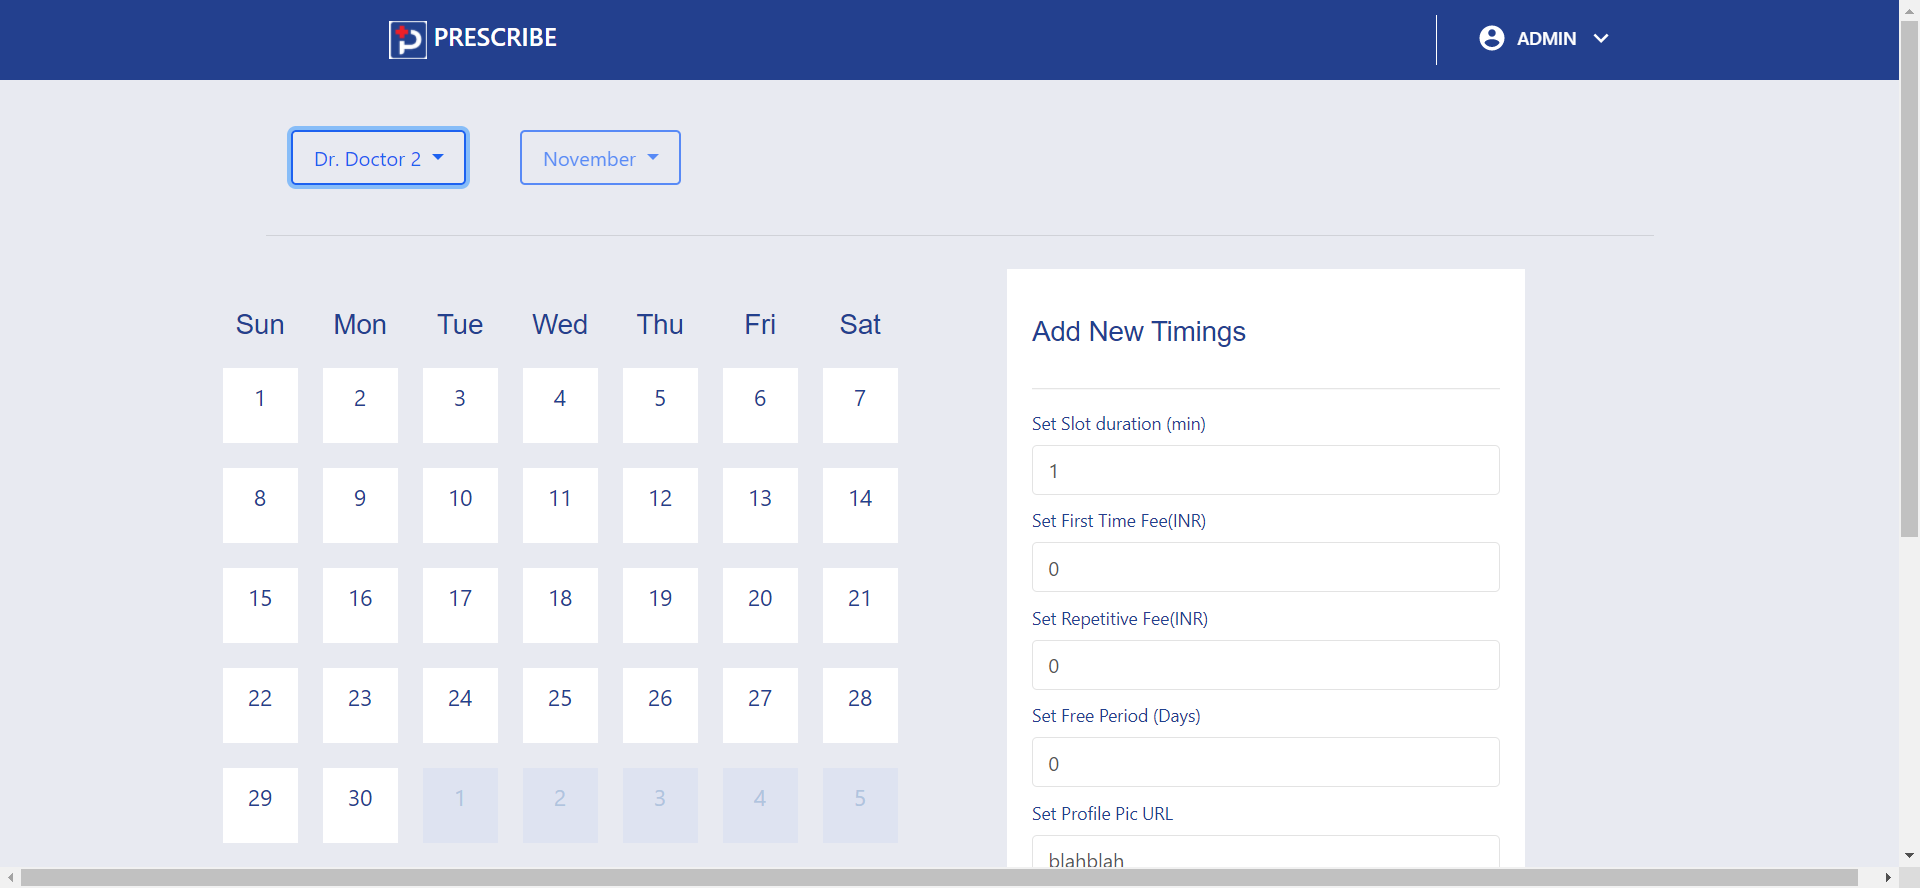 PRESCRIBE
ADMIN
Dr. Doctor 2
November
Sun Mon Tue Wed Thu Fri Sat
1 2 3 4 5 6 7
8 9 10 11 12 13 14
15 16 17 18 19 20 21
22 23 24 25 26 27 28
29 30 1 2 3 4 5
Add New Timings
Set Slot duration (min)
1
Set First Time Fee(INR)
0
Set Repetitive Fee(INR)
0
Set Free Period (Days)
0
Set Profile Pic URL
blahblah